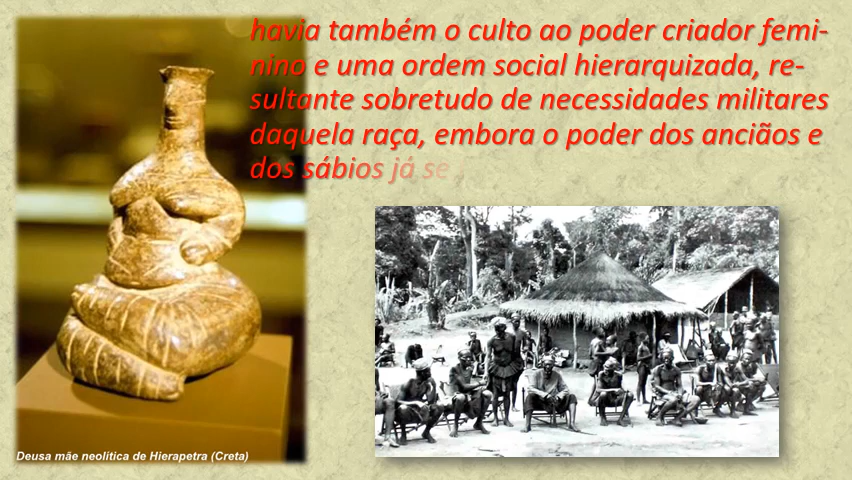 havia também o culto ao poder criador femi-
nino e uma ordem social hierarquizada, re-
sultante sobretudo de necessidades militares
daquela raça, embora o poder dos anciãos e
dos sábios já se
Deusa mãe neolítica de Hierapetra (Creta)